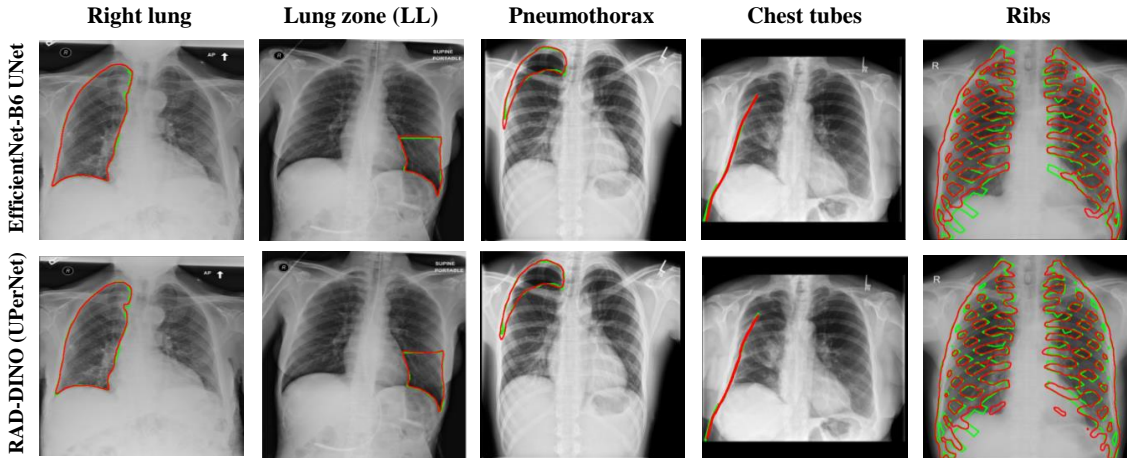 Right lung
Lung zone (LL)
Pneumothorax
Chest tubes
Ribs
EfficientNet-B6 UNet
R
AP
R
SUPINE
PORTABLE
R
RAD-DINO (UPerNet)
R
AP
R
SUPINE
PORTABLE
R